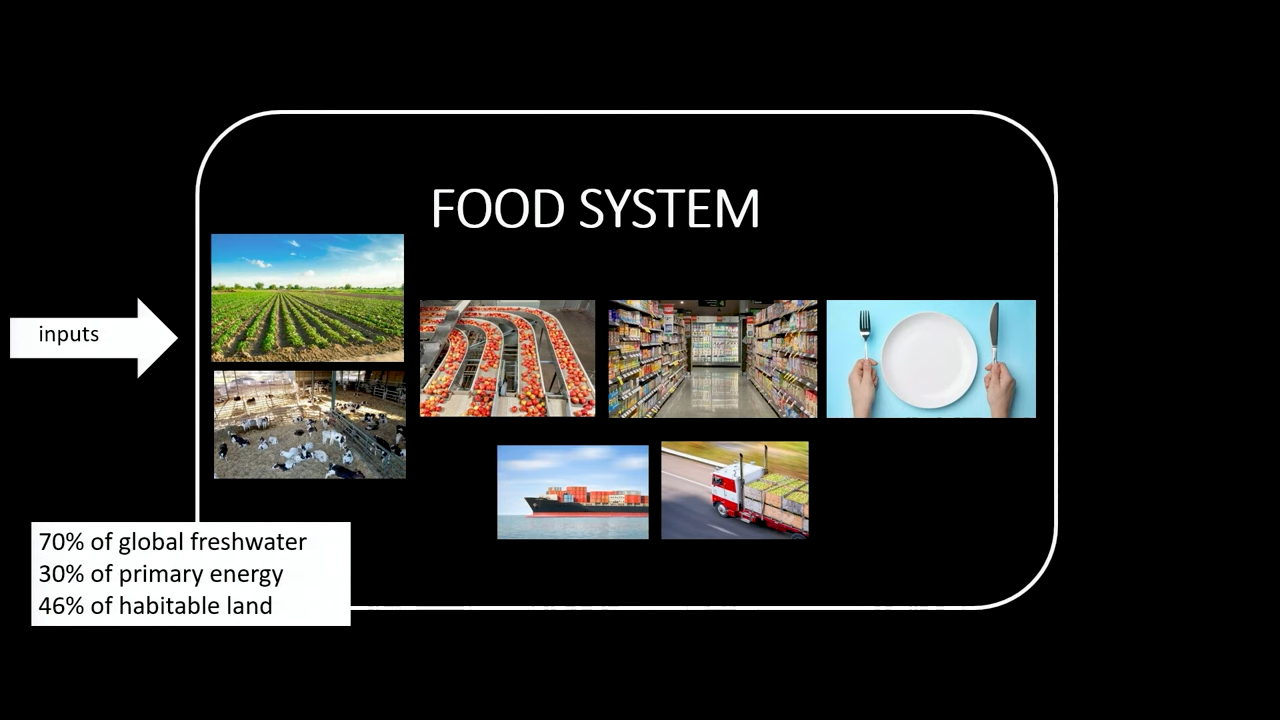 FOOD SYSTEM
inputs
70% of global freshwater
30% of primary energy
46% of habitable land